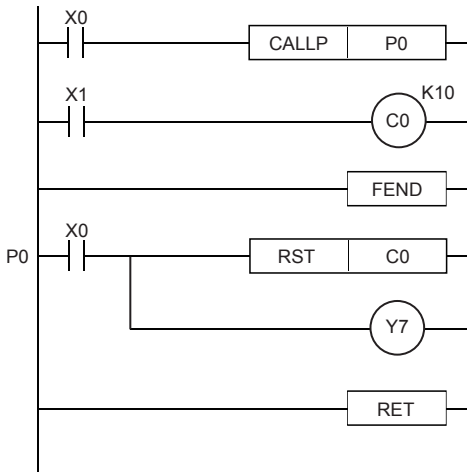 X0
CALLP P0
X1
K10
C0
FEND
X0
P0 RST C0
Y7
RET